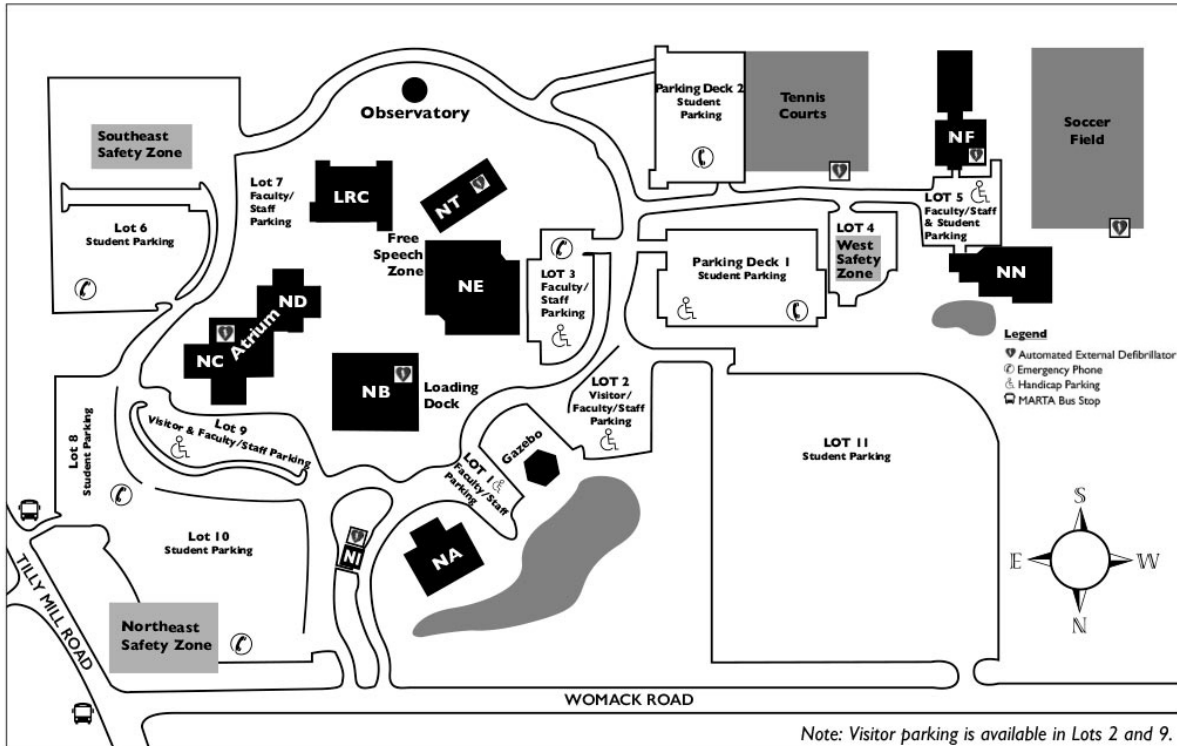 Observatory
Parking Deck 2
Student
Parking
Tennis
Courts
NF
Soccer
Field
Southeast
Safety Zone
Lot 7
Faculty/
Staff
Parking
LRC
NT
Lot 6
Student Parking
Free
Speech
Zone
NE
LOT 3
Faculty/
Staff
Parking
Parking Deck 1
Student Parking
LOT 4
West
Safety
Zone
LOT 5
Faculty/Staff
& Student
Parking
NN
ND
Atrium
NC
NB
Loading
Dock
LOT 2
Visitor/
Faculty/Staff
Parking
Legend
Automated External Defibrillator
Emergency Phone
Handicap Parking
MARTA Bus Stop
Lot 8
Student Parking
Lot 9
Visitor & Faculty/Staff Parking
Gazebo
LOT 1
Faculty/Staff
Parking
LOT 11
Student Parking
Lot 10
Student Parking
NI
NA
S
E
W
N
Northeast
Safety Zone
TILLY MILL ROAD
WOMACK ROAD
Note: Visitor parking is available in Lots 2 and 9.